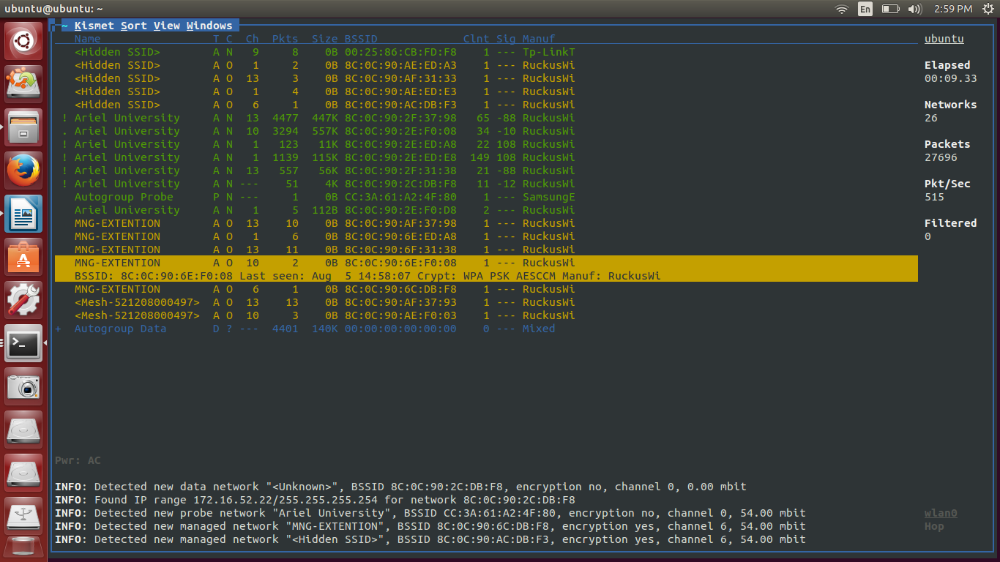 ubuntu@ubuntu: ~ En 2:59 PM
~ Kismet Sort View Windows
Name T C Ch Pkts Size BSSID Clnt Sig Manuf ubuntu
<Hidden SSID> A N 9 8 0B 00:25:86:CB:FD:F8 1 --- Tp-LinkT
<Hidden SSID> A O 1 2 0B 8C:0C:90:AE:ED:A3 1 --- RuckusWi Elapsed
<Hidden SSID> A O 13 3 0B 8C:0C:90:AF:31:33 1 --- RuckusWi 00:09.33
<Hidden SSID> A O 1 4 0B 8C:0C:90:AE:ED:E3 1 --- RuckusWi
<Hidden SSID> A O 6 1 0B 8C:0C:90:AC:DB:F3 1 --- RuckusWi Networks
! Ariel University A N 13 4477 447K 8C:0C:90:2F:37:98 65 -88 RuckusWi 26
. Ariel University A N 10 3294 557K 8C:0C:90:2E:F0:08 34 -10 RuckusWi
! Ariel University A N 1 123 11K 8C:0C:90:2E:ED:A8 22 108 RuckusWi Packets
! Ariel University A N 1 1139 115K 8C:0C:90:2E:ED:E8 149 108 RuckusWi 27696
! Ariel University A N 13 557 56K 8C:0C:90:2F:31:38 21 -88 RuckusWi
! Ariel University A N --- 51 4K 8C:0C:90:2C:DB:F8 11 -12 RuckusWi Pkt/Sec
Autogroup Probe P N --- 1 0B CC:3A:61:A2:4F:80 1 --- SamsungE 515
Ariel University A N 1 5 112B 8C:0C:90:2E:F0:D8 2 --- RuckusWi
MNG-EXTENTION A O 13 10 0B 8C:0C:90:AF:37:98 1 --- RuckusWi Filtered
MNG-EXTENTION A O 1 6 0B 8C:0C:90:6E:ED:A8 1 --- RuckusWi 0
MNG-EXTENTION A O 13 11 0B 8C:0C:90:6F:31:38 1 --- RuckusWi
MNG-EXTENTION A O 10 2 0B 8C:0C:90:6E:F0:08 1 --- RuckusWi
BSSID: 8C:0C:90:6E:F0:08 Last seen: Aug 5 14:58:07 Crypt: WPA PSK AESCCM Manuf: RuckusWi
MNG-EXTENTION A O 6 1 0B 8C:0C:90:6C:DB:F8 1 --- RuckusWi
<Mesh-521208000497> A O 13 13 0B 8C:0C:90:AF:37:93 1 --- RuckusWi
<Mesh-521208000497> A O 10 3 0B 8C:0C:90:AE:F0:03 1 --- RuckusWi
+ Autogroup Data D ? --- 4401 140K 00:00:00:00:00:00 0 --- Mixed
Pwr: AC
INFO: Detected new data network "<Unknown>", BSSID 8C:0C:90:2C:DB:F8, encryption no, channel 0, 0.00 mbit
INFO: Found IP range 172.16.52.22/255.255.255.254 for network 8C:0C:90:2C:DB:F8
INFO: Detected new probe network "Ariel University", BSSID CC:3A:61:A2:4F:80, encryption no, channel 0, 54.00 mbit wlan0
INFO: Detected new managed network "MNG-EXTENTION", BSSID 8C:0C:90:6C:DB:F8, encryption yes, channel 6, 54.00 mbit Hop
INFO: Detected new managed network "<Hidden SSID>", BSSID 8C:0C:90:AC:DB:F3, encryption yes, channel 6, 54.00 mbit